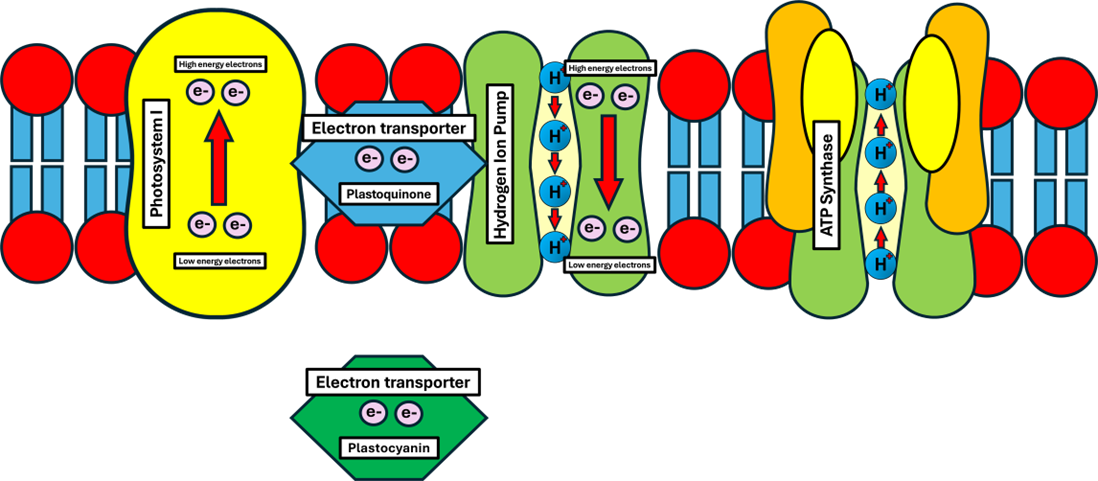 High energy electrons
e- e-
Photosystem I
e- e-
Low energy electrons
Electron transporter
e- e-
Plastoquinone
Hydrogen Ion Pump
H+
H+
H+
H+
High energy electrons
e- e-
e- e-
Low energy electrons
ATP Synthase
H+
H+
H+
H+
Electron transporter
e- e-
Plastocyanin